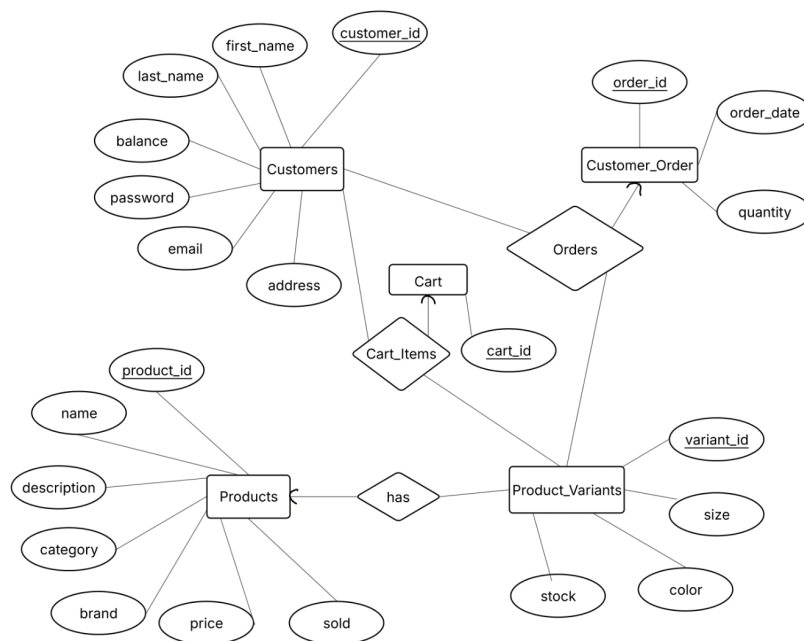 customer_id
first_name
last_name
order_id
order_date
balance
Customers
Customer_Order
password
quantity
email
Orders
address
Cart
Cart_Items
cart_id
product_id
name
variant_id
description
Products
has
Product_Variants
size
category
stock
color
brand
price
sold